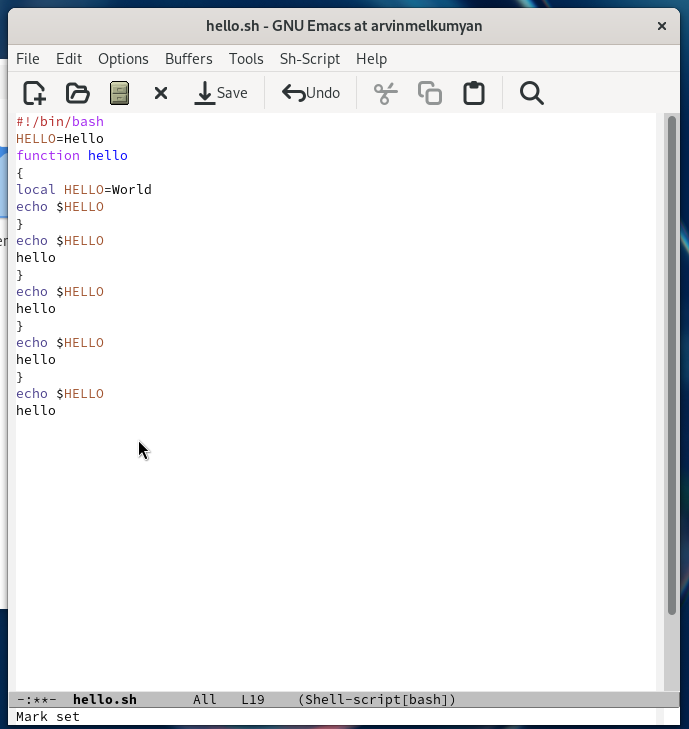 hello.sh - GNU Emacs at arvinmelkumyan ×
File Edit Options Buffers Tools Sh-Script Help
Save Undo
#!/bin/bash
HELLO=Hello
function hello
{
local HELLO=World
echo $HELLO
}
echo $HELLO
hello
}
echo $HELLO
hello
}
echo $HELLO
hello
}
echo $HELLO
hello
-:**- hello.sh All L19 (Shell-script[bash])
Mark set